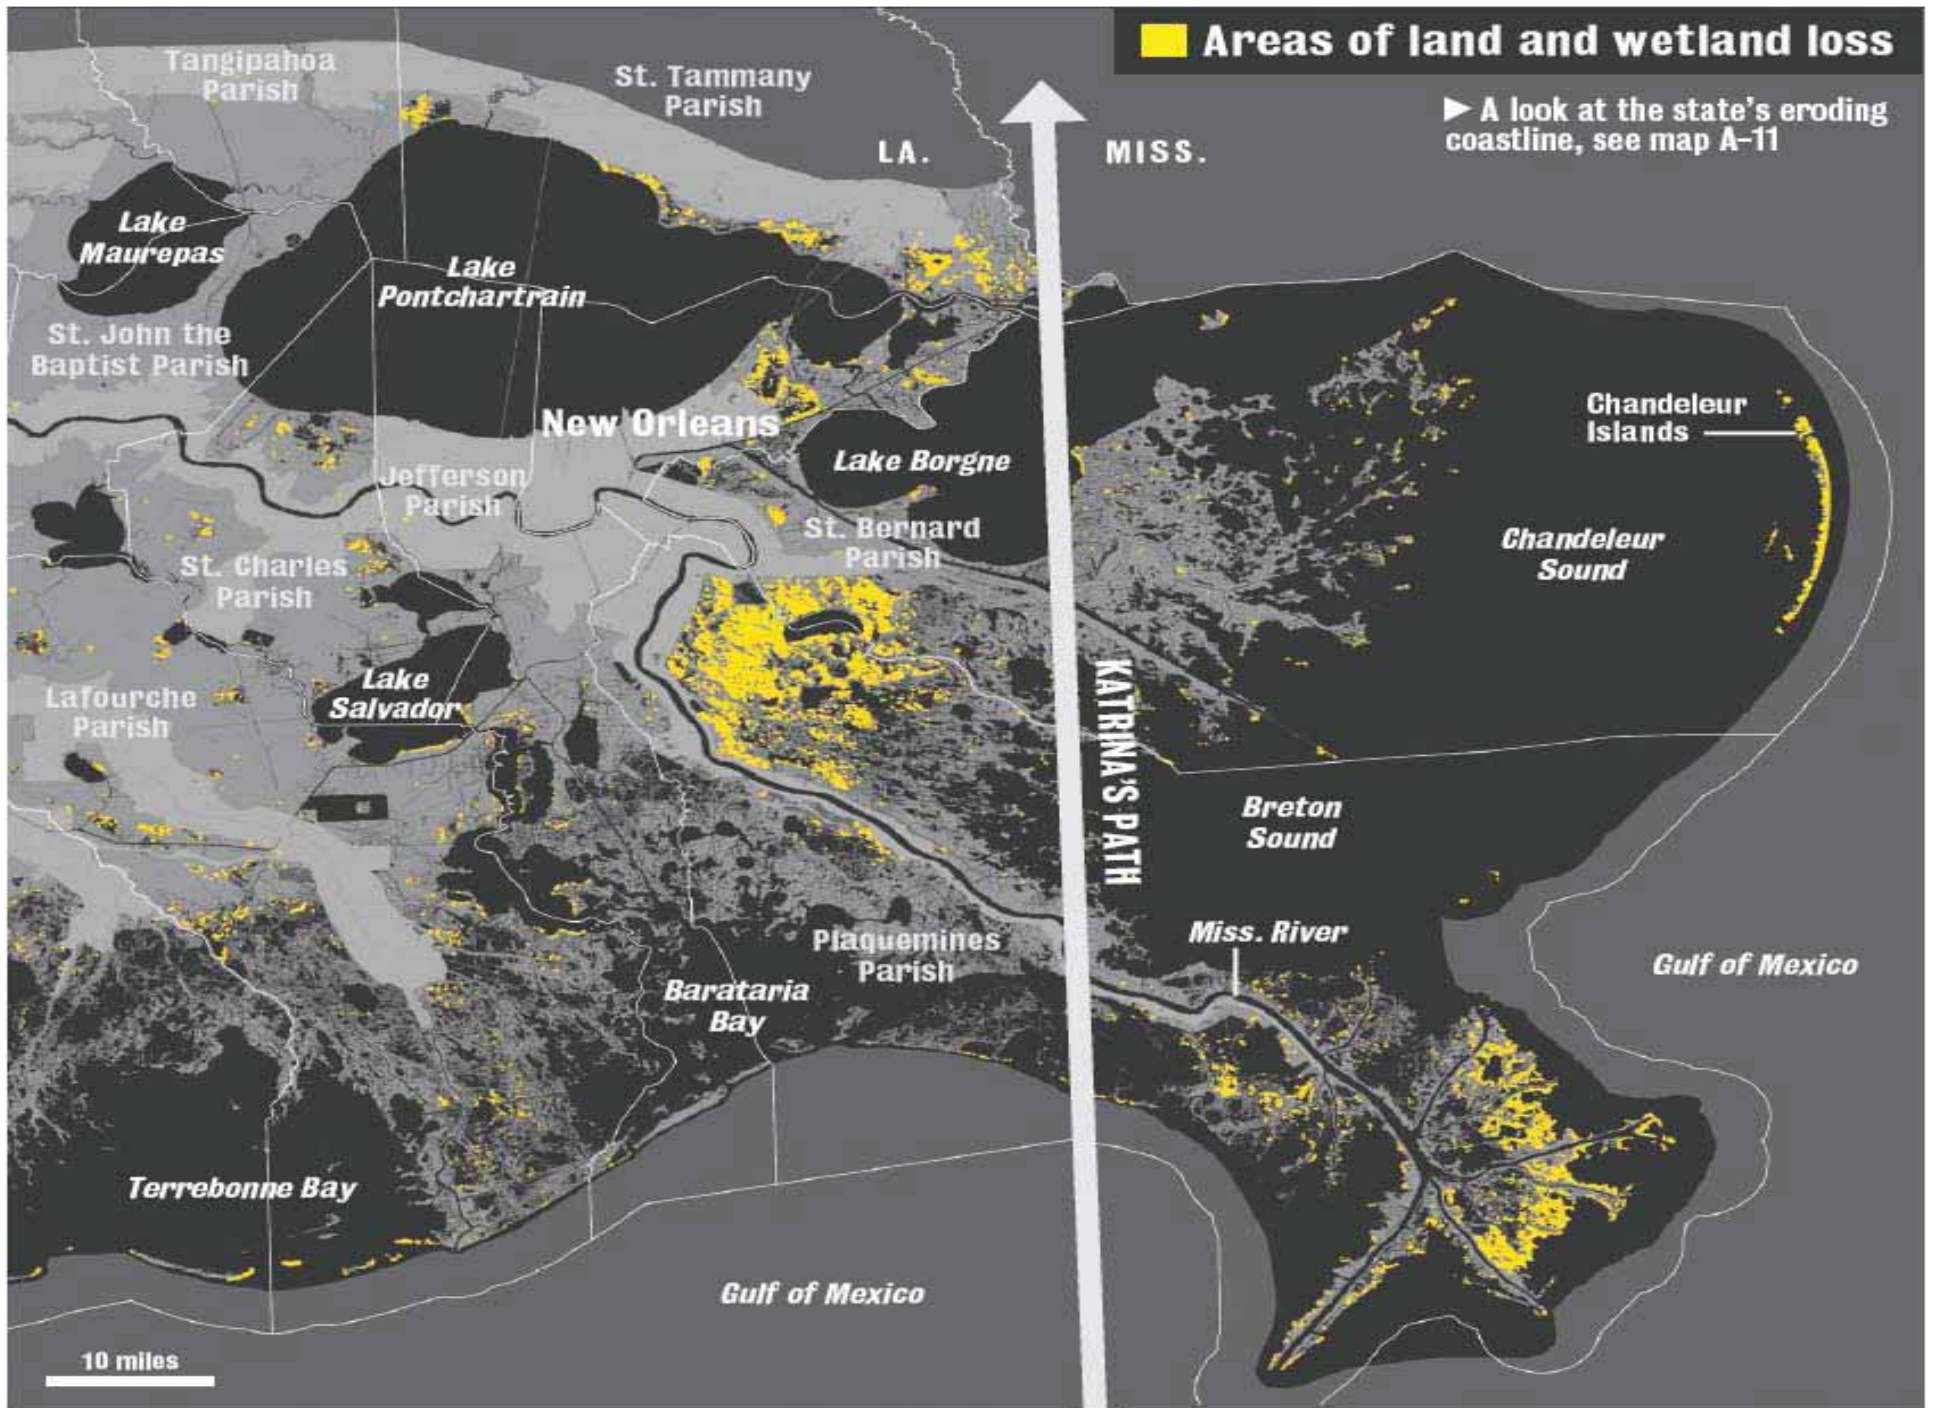 Areas of land and wetland loss
► A look at the state's eroding
coastline, see map A–11
Tangipahoa
Parish
St. Tammany
Parish
LA.
MISS.
Lake
Maurepas
Lake
Pontchartrain
St. John the
Baptist Parish
New Orleans
Chandeleur
Islands
Lake Borgne
Jefferson
Parish
St. Bernard
Parish
Chandeleur
Sound
St. Charles
Parish
Lake
Salvador
Lafourche
Parish
KATRINA'S PATH
Breton
Sound
Miss. River
Plaquemines
Parish
Gulf of Mexico
Barataria
Bay
Terrebonne Bay
Gulf of Mexico
10 miles